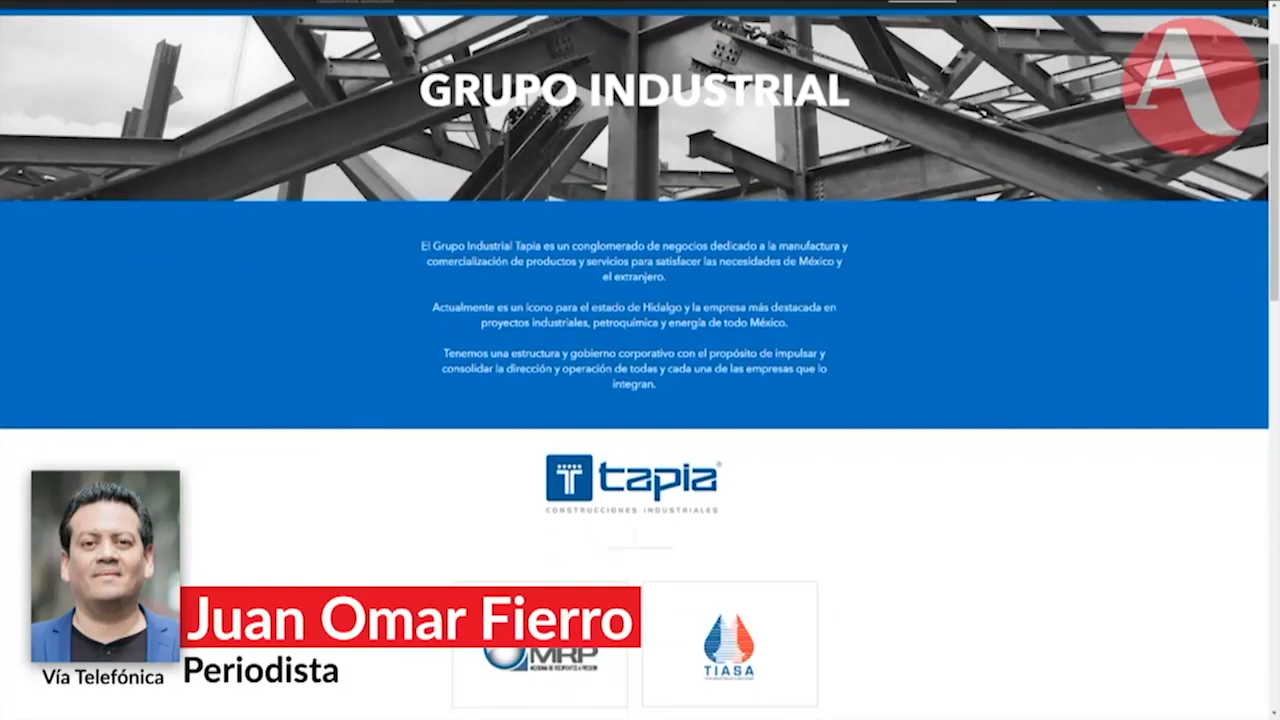 GRUPO INDUSTRIAL
A
El Grupo Industrial Tapia es un conglomerado de negocios dedicado a la manufactura y
comercialización de productos y servicios para satisfacer las necesidades de México y
el extranjero.
Actualmente es un ícono para el estado de Hidalgo y la empresa más destacada en
proyectos industriales, petroquímica y energía de todo México.
Tenemos una estructura y gobierno corporativo con el propósito de impulsar y
consolidar la dirección y operación de todas y cada una de las empresas que lo
integran.
T tapia®
CONSTRUCCIONES INDUSTRIALES
Juan Omar Fierro
MRP
TIASA
Vía Telefónica
Periodista